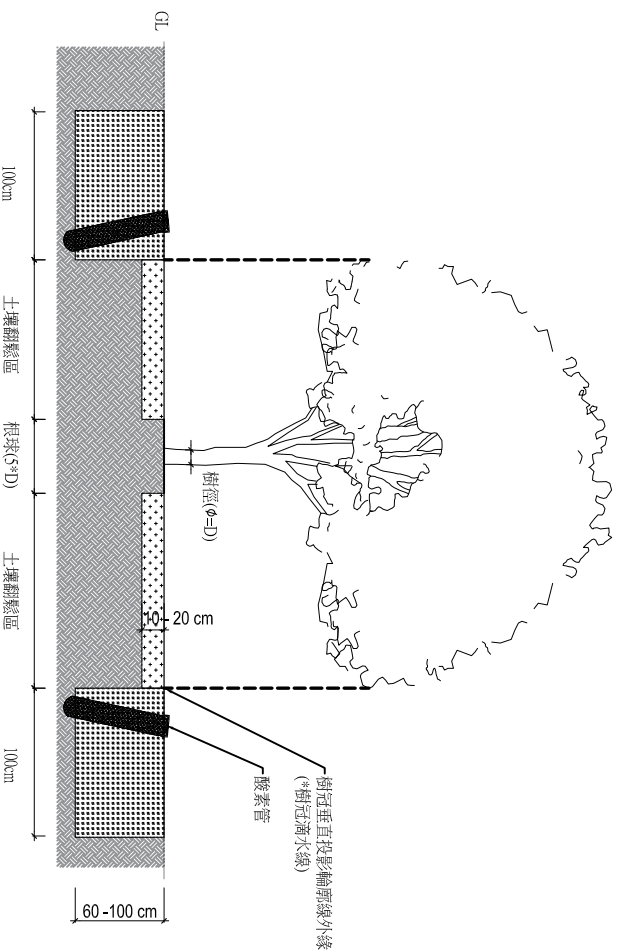 GL
100cm
土壤翻鬆區
根球(5*D)
土壤翻鬆區
100cm
樹徑(φ=D)
10- 20 cm
樹冠垂直投影輪廓線外緣
(*樹冠滴水線)
酸素管
60 -100 cm